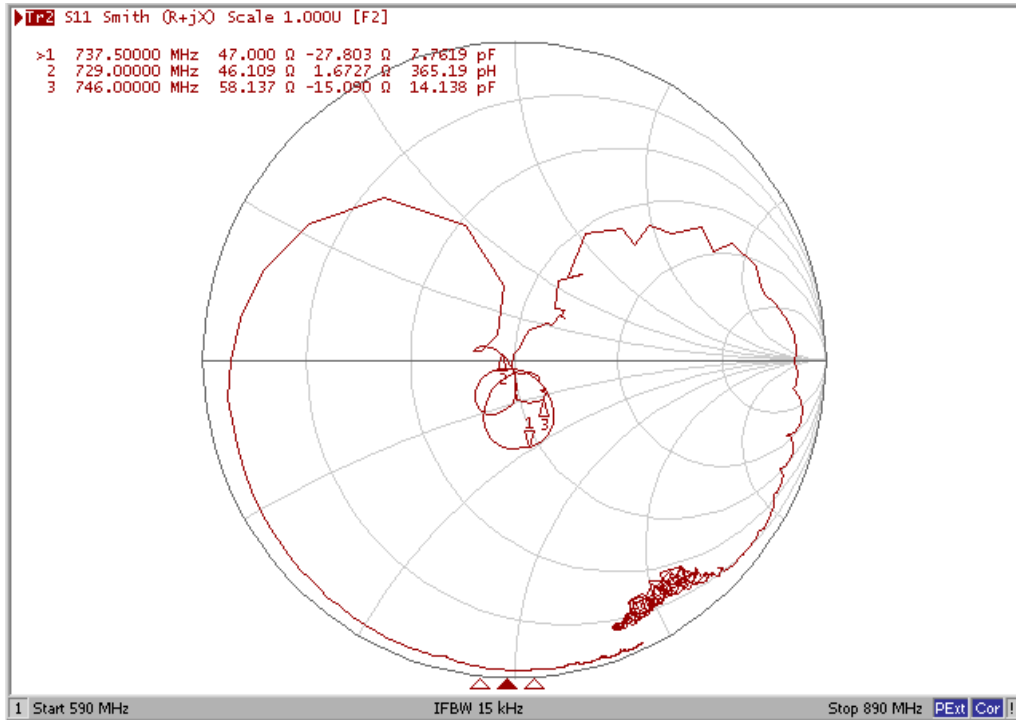 Tr2 S11 Smith (R+jX) Scale 1.000U [F2]
>1 737.50000 MHz 47.000 Ω -27.803 Ω 7.7619 pF
2 729.00000 MHz 46.109 Ω 1.6727 Ω 365.19 pH
3 746.00000 MHz 58.137 Ω -15.090 Ω 14.138 pF
2
3
1
1 Start 590 MHz IFBW 15 kHz Stop 890 MHz PExt Cor !